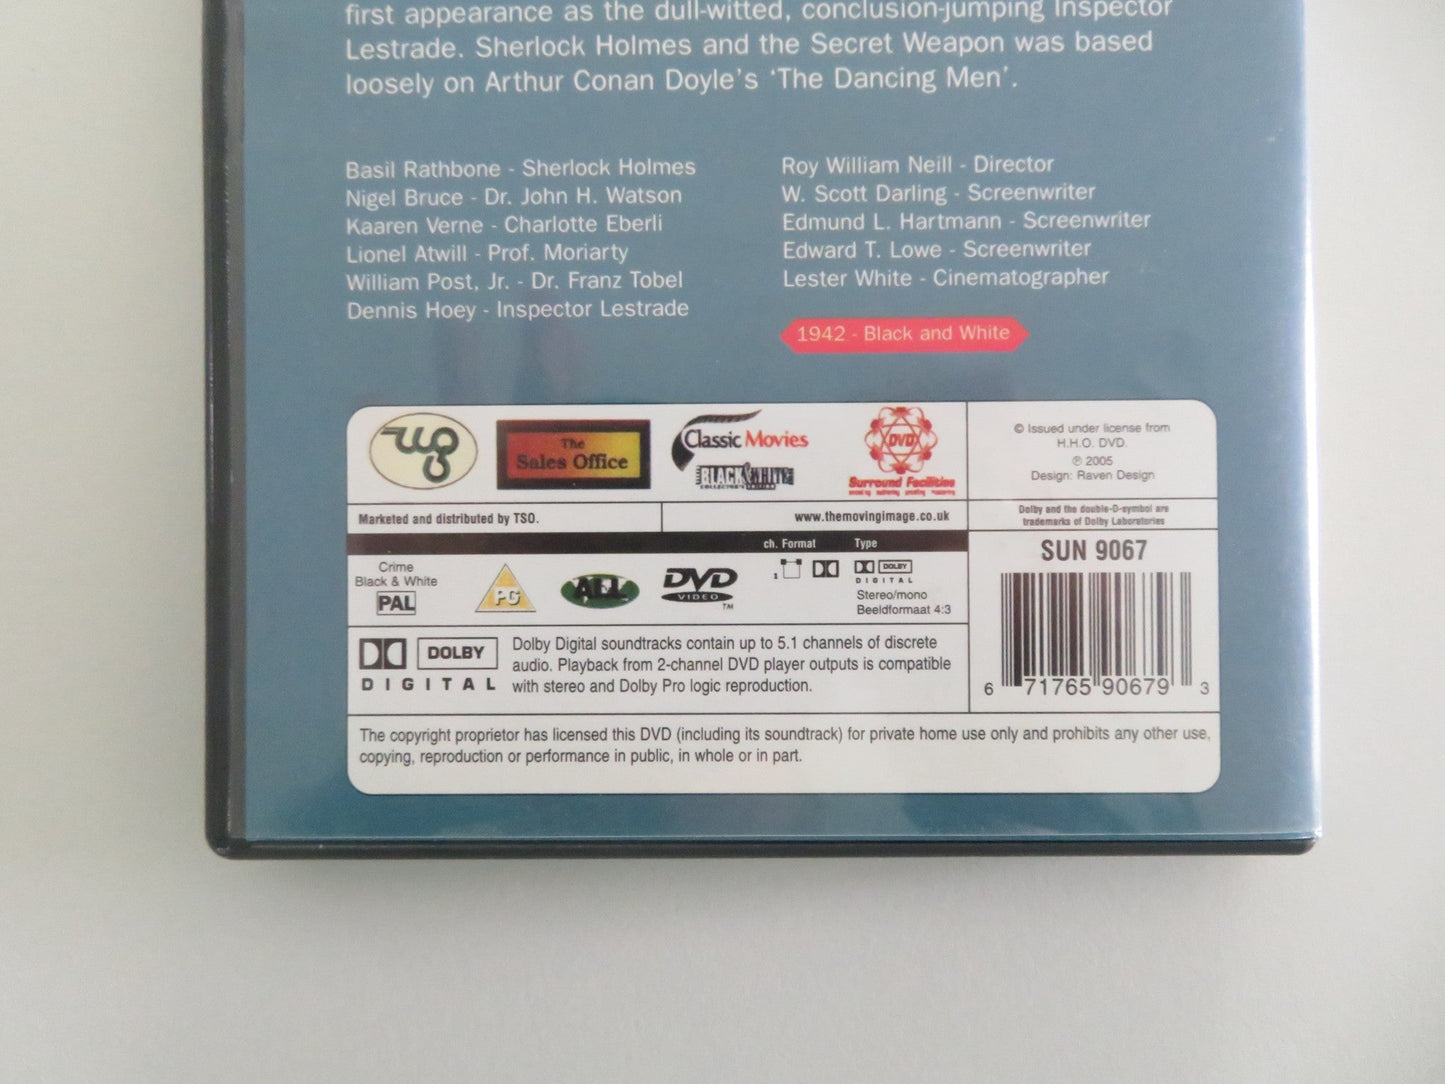 first appearance as the dull-witted, conclusion-jumping Inspector
Lestrade. Sherlock Holmes and the Secret Weapon was based
loosely on Arthur Conan Doyle's 'The Dancing Men'.
Basil Rathbone - Sherlock Holmes
Nigel Bruce - Dr. John H. Watson
Kaaren Verne - Charlotte Eberli
Lionel Atwill - Prof. Moriarty
William Post, Jr. - Dr. Franz Tobel
Dennis Hoey - Inspector Lestrade
Roy William Neill - Director
W. Scott Darling - Screenwriter
Edmund L. Hartmann - Screenwriter
Edward T. Lowe - Screenwriter
Lester White - Cinematographer
1942 - Black and White
The
Sales Office
Classic Movies
BLACK & WHITE
COLLECTOR'S EDITION
DVD
Surround Facilities
© Issued under license from
H.H.O. DVD.
℗ 2005
Design: Raven Design
Marketed and distributed by TSO.
www.themovingimage.co.uk
Dolby and the double-D-symbol are
trademarks of Dolby Laboratories
ch. Format
Type
Crime
Black & White
PAL
PG
ALL
DVD
VIDEO
TM
1
DOLBY
DIGITAL
Stereo/mono
Beeldformaat 4:3
SUN 9067
6 71765 90679 3
DOLBY
DIGITAL
Dolby Digital soundtracks contain up to 5.1 channels of discrete
audio. Playback from 2-channel DVD player outputs is compatible
with stereo and Dolby Pro logic reproduction.
The copyright proprietor has licensed this DVD (including its soundtrack) for private home use only and prohibits any other use,
copying, reproduction or performance in public, in whole or in part.